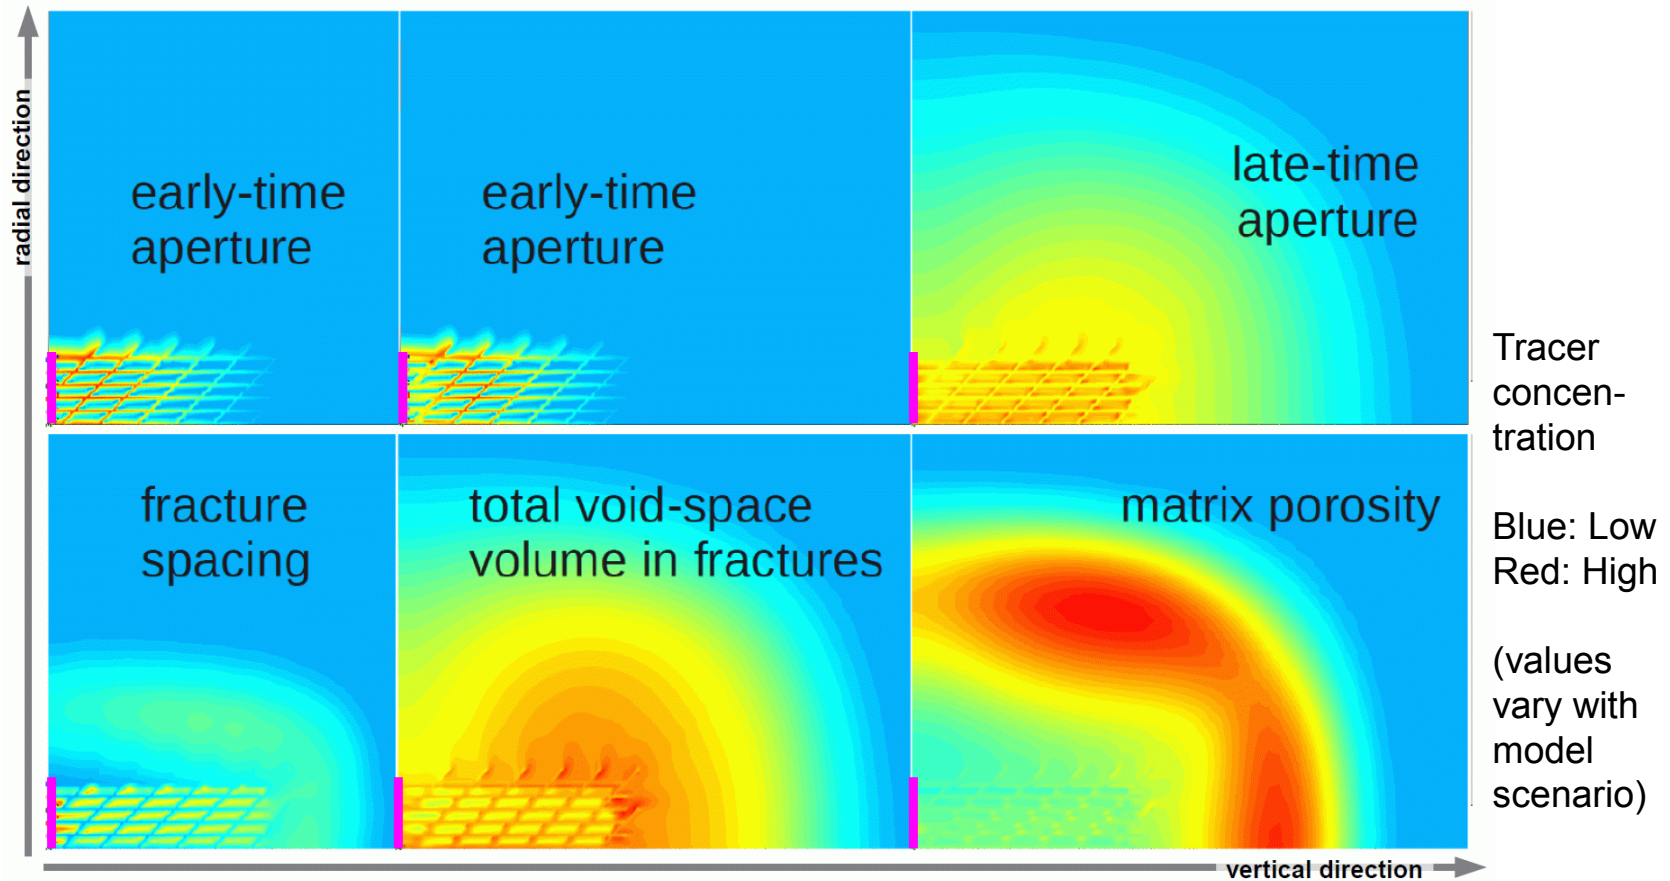 radial direction
early-time
aperture
early-time
aperture
late-time
aperture
fracture
spacing
total void-space
volume in fractures
matrix porosity
Tracer
concen-
tration
Blue: Low
Red: High
(values
vary with
model
scenario)
vertical direction